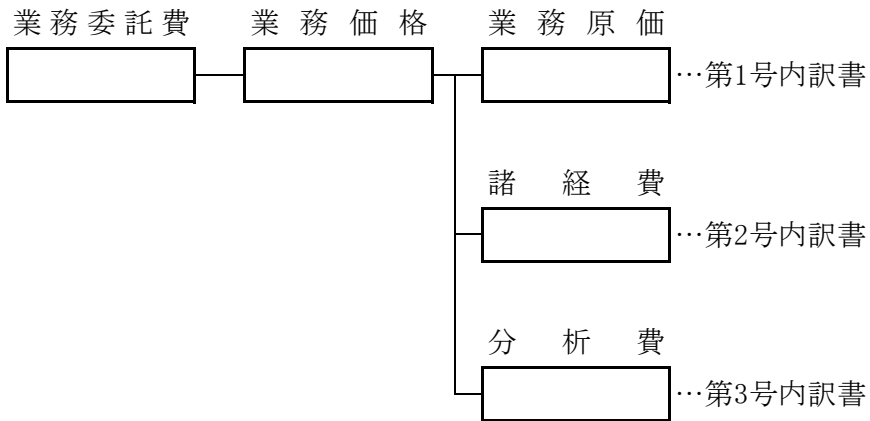 業務委託費 業務価格 業務原価
…第1号内訳書
諸経費
…第2号内訳書
分析費
…第3号内訳書